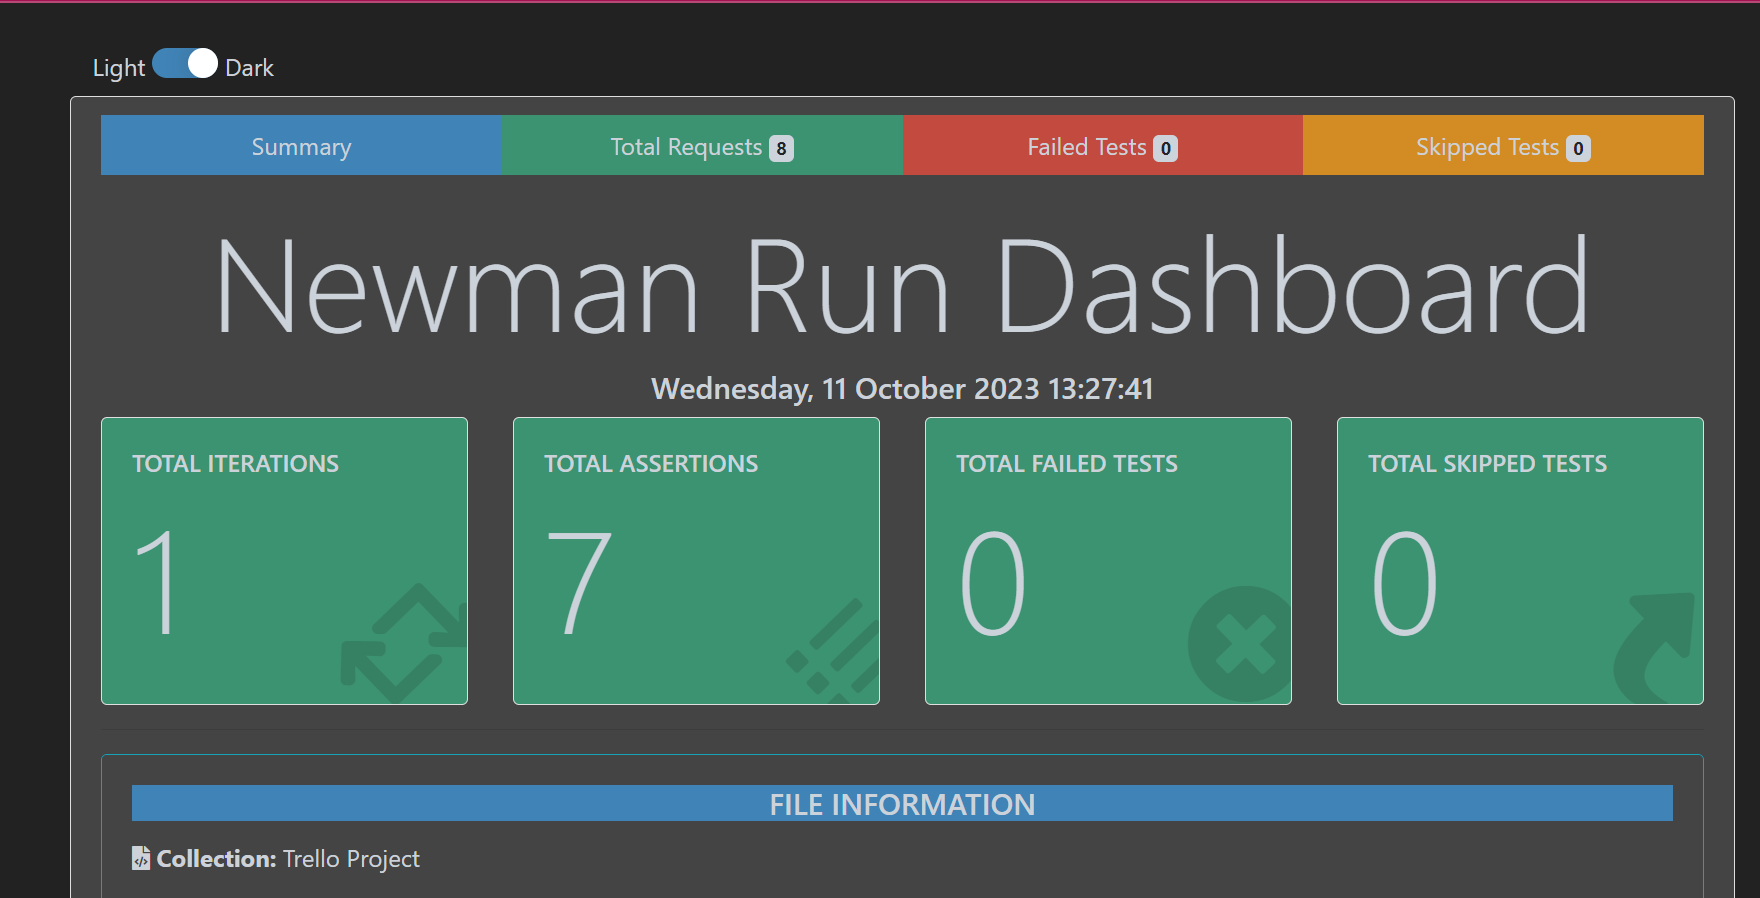 Light Dark
Summary Total Requests 8 Failed Tests 0 Skipped Tests 0
Newman Run Dashboard
Wednesday, 11 October 2023 13:27:41
TOTAL ITERATIONS
1
TOTAL ASSERTIONS
7
TOTAL FAILED TESTS
0
TOTAL SKIPPED TESTS
0
FILE INFORMATION
Collection: Trello Project